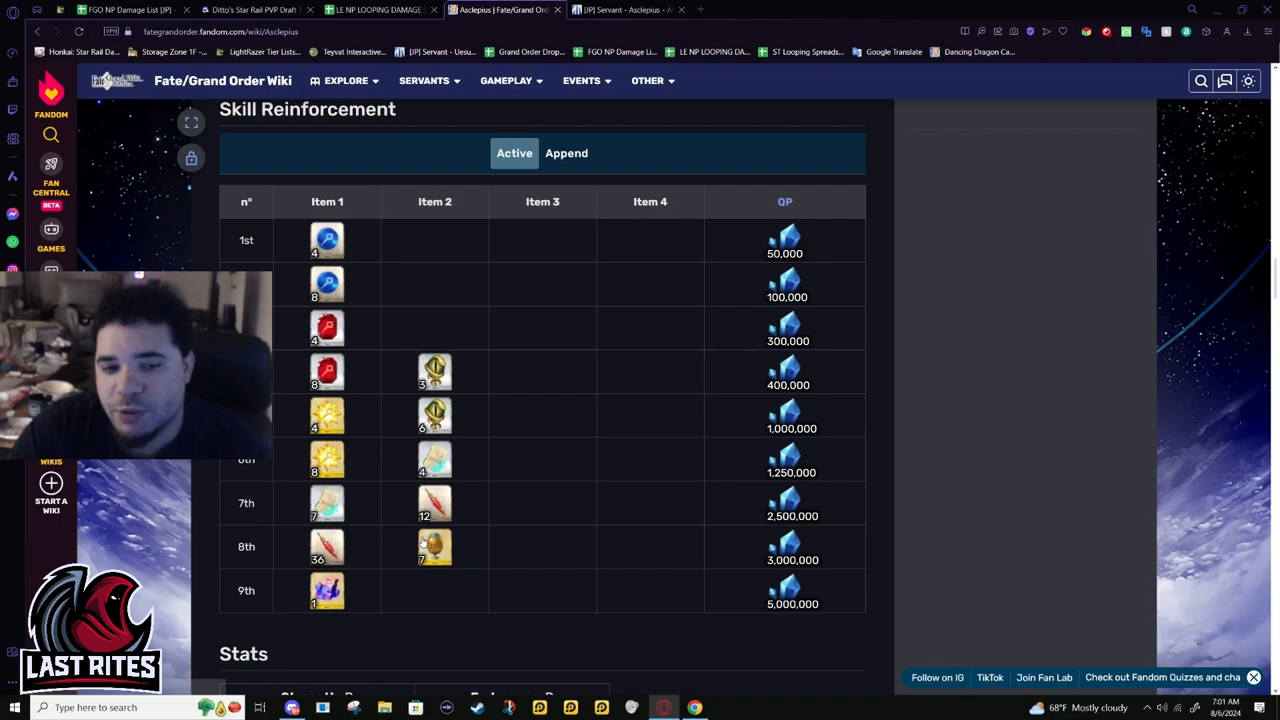 FGO NP Damage List [JP] -
Ditto's Star Rail PVP Draft
LE NP LOOPING DAMAGE
Asclepius | Fate/Grand Ord
[JP] Servant - Asclepius - A
VPN
fategrandorder.fandom.com/wiki/Asclepius
Honkai: Star Rail Da...
Storage Zone 1F -...
LightRazer Tier Lists...
Teyvat Interactive...
[JP] Servant - Uesu...
Grand Order Drop...
FGO NP Damage Li...
LE NP LOOPING DA...
ST Looping Spreads...
Google Translate
Dancing Dragon Ca...
Fate/Grand Order Wiki
EXPLORE
SERVANTS
GAMEPLAY
EVENTS
OTHER
FANDOM
FAN CENTRAL
BETA
GAMES
WIKIS
START A WIKI
Skill Reinforcement
Active Append
n° Item 1 Item 2 Item 3 Item 4 QP
1st 4 50,000
8 100,000
4 300,000
8 3 400,000
4 6 1,000,000
6th 8 4 1,250,000
7th 7 12 2,500,000
8th 36 7 3,000,000
9th 1 5,000,000
Stats
LAST RITES
Follow on IG TikTok Join Fan Lab Check out Fandom Quizzes and cha
Type here to search
68°F Mostly cloudy
7:01 AM
8/6/2024